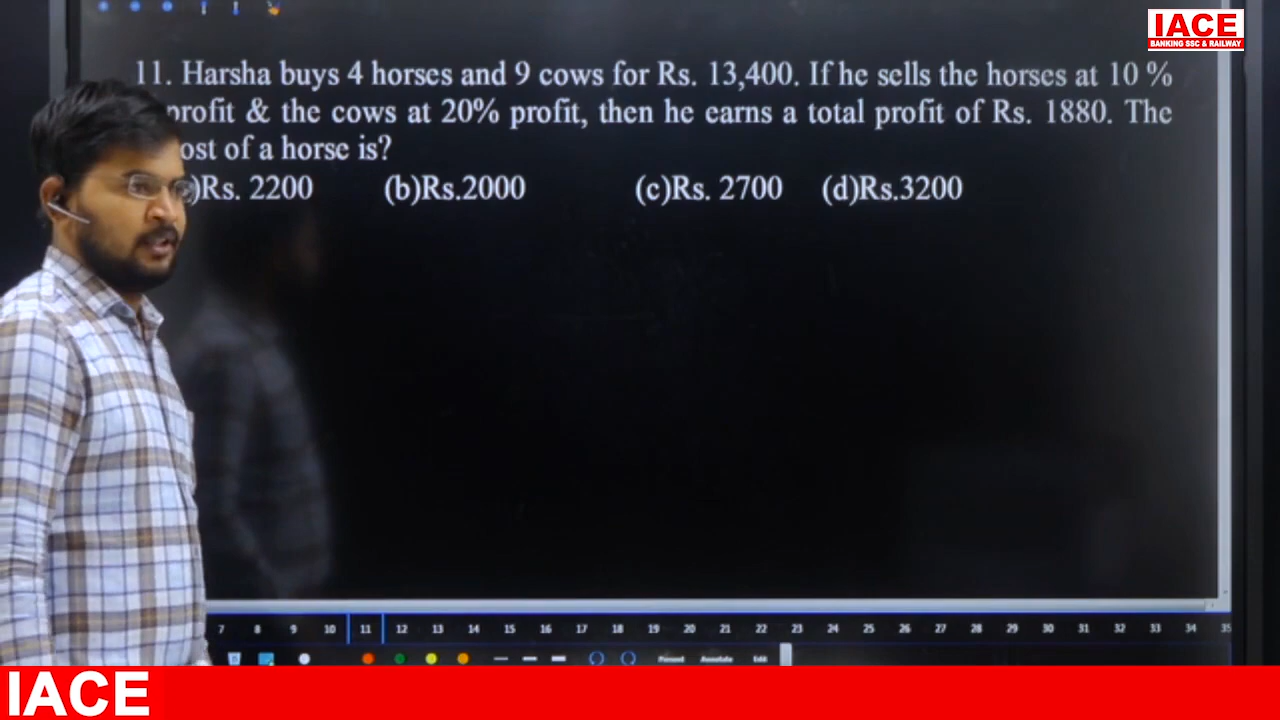 IACE
BANKING SSC & RAILWAY
11. Harsha buys 4 horses and 9 cows for Rs. 13,400. If he sells the horses at 10 %
profit & the cows at 20% profit, then he earns a total profit of Rs. 1880. The
ost of a horse is?
)Rs. 2200 (b)Rs.2000 (c)Rs. 2700 (d)Rs.3200
7 8 9 10 11 12 13 14 15 16 17 18 19 20 21 22 23 24 25 26 27 28 29 30 31 32 33 34 35
Annotate Edit
IACE